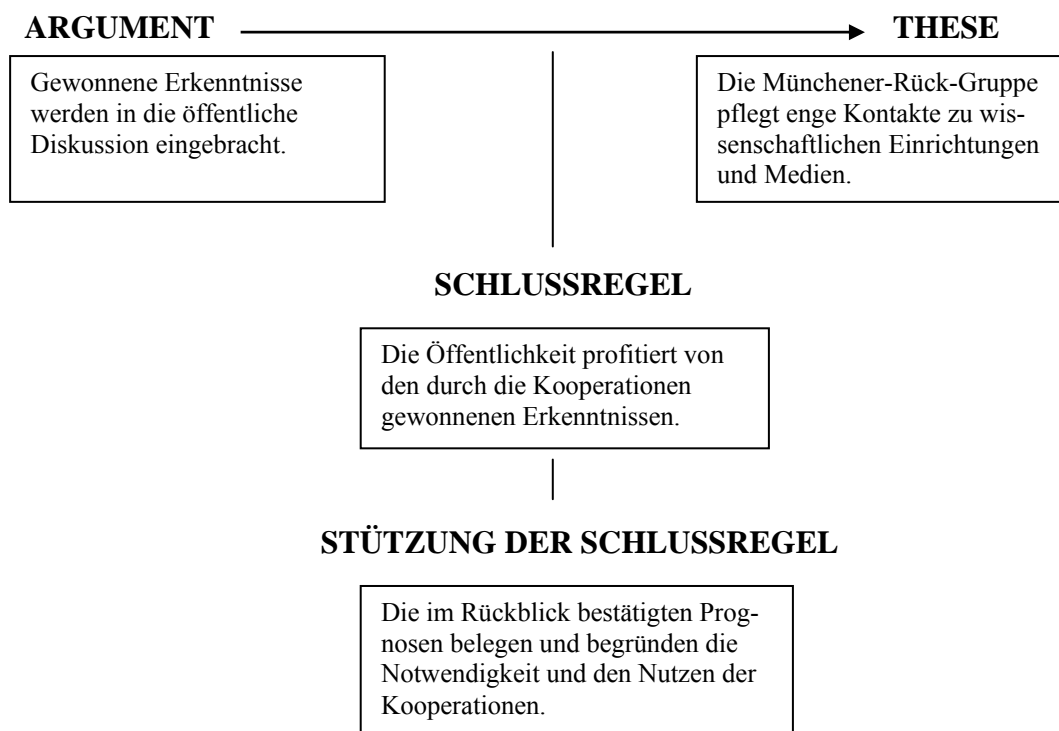 ARGUMENT
THESE
Gewonnene Erkenntnisse
werden in die öffentliche
Diskussion eingebracht.
Die Münchener-Rück-Gruppe
pflegt enge Kontakte zu wis-
senschaftlichen Einrichtungen
und Medien.
SCHLUSSREGEL
Die Öffentlichkeit profitiert von
den durch die Kooperationen
gewonnenen Erkenntnissen.
STÜTZUNG DER SCHLUSSREGEL
Die im Rückblick bestätigten Prog-
nosen belegen und begründen die
Notwendigkeit und den Nutzen der
Kooperationen.